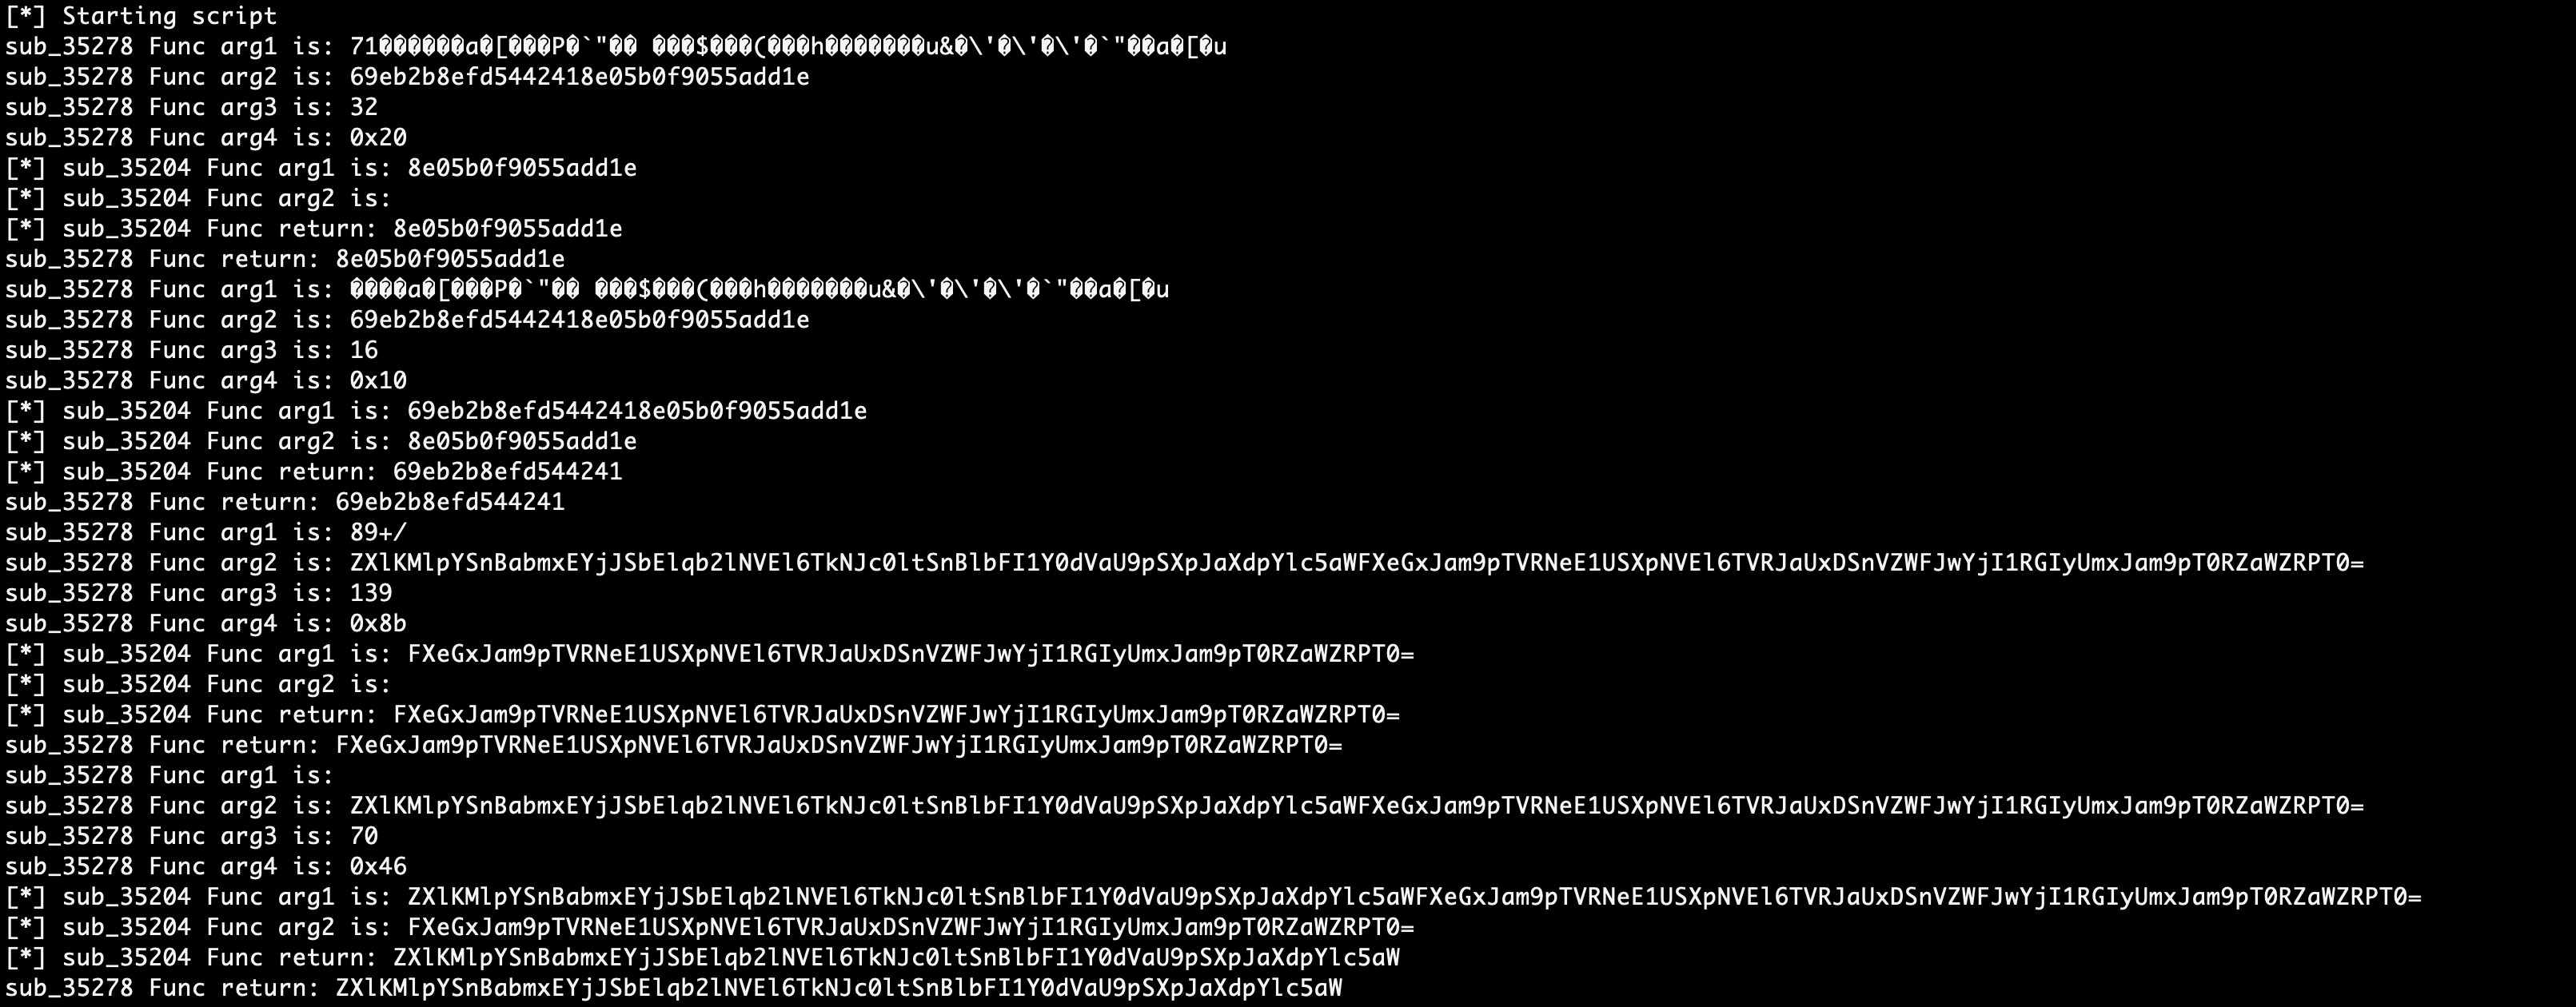 [*] Starting script
sub_35278 Func arg1 is: 71������a�[���P�`"�� ���$���(���h�������u&�\'�\'�\'�`"��a�[�u
sub_35278 Func arg2 is: 69eb2b8efd5442418e05b0f9055add1e
sub_35278 Func arg3 is: 32
sub_35278 Func arg4 is: 0x20
[*] sub_35204 Func arg1 is: 8e05b0f9055add1e
[*] sub_35204 Func arg2 is:
[*] sub_35204 Func return: 8e05b0f9055add1e
sub_35278 Func return: 8e05b0f9055add1e
sub_35278 Func arg1 is: ����a�[���P�`"�� ���$���(���h�������u&�\'�\'�\'�`"��a�[�u
sub_35278 Func arg2 is: 69eb2b8efd5442418e05b0f9055add1e
sub_35278 Func arg3 is: 16
sub_35278 Func arg4 is: 0x10
[*] sub_35204 Func arg1 is: 69eb2b8efd5442418e05b0f9055add1e
[*] sub_35204 Func arg2 is: 8e05b0f9055add1e
[*] sub_35204 Func return: 69eb2b8efd544241
sub_35278 Func return: 69eb2b8efd544241
sub_35278 Func arg1 is: 89+/
sub_35278 Func arg2 is: ZXlKMlpYSnBabmxEYjJSbElqb2lNVEl6TkNJc0ltSnBlbFI1Y0dVaU9pSXpJaXdpYlc5aWFXeGxJam9pTVRNeE1USXpNVEl6TVRJaUxDSnVZWFJwYjI1RGIyUmxJam9pT0RZaWZRPT0=
sub_35278 Func arg3 is: 139
sub_35278 Func arg4 is: 0x8b
[*] sub_35204 Func arg1 is: FXeGxJam9pTVRNeE1USXpNVEl6TVRJaUxDSnVZWFJwYjI1RGIyUmxJam9pT0RZaWZRPT0=
[*] sub_35204 Func arg2 is:
[*] sub_35204 Func return: FXeGxJam9pTVRNeE1USXpNVEl6TVRJaUxDSnVZWFJwYjI1RGIyUmxJam9pT0RZaWZRPT0=
sub_35278 Func return: FXeGxJam9pTVRNeE1USXpNVEl6TVRJaUxDSnVZWFJwYjI1RGIyUmxJam9pT0RZaWZRPT0=
sub_35278 Func arg1 is:
sub_35278 Func arg2 is: ZXlKMlpYSnBabmxEYjJSbElqb2lNVEl6TkNJc0ltSnBlbFI1Y0dVaU9pSXpJaXdpYlc5aWFXeGxJam9pTVRNeE1USXpNVEl6TVRJaUxDSnVZWFJwYjI1RGIyUmxJam9pT0RZaWZRPT0=
sub_35278 Func arg3 is: 70
sub_35278 Func arg4 is: 0x46
[*] sub_35204 Func arg1 is: ZXlKMlpYSnBabmxEYjJSbElqb2lNVEl6TkNJc0ltSnBlbFI1Y0dVaU9pSXpJaXdpYlc5aWFXeGxJam9pTVRNeE1USXpNVEl6TVRJaUxDSnVZWFJwYjI1RGIyUmxJam9pT0RZaWZRPT0=
[*] sub_35204 Func arg2 is: FXeGxJam9pTVRNeE1USXpNVEl6TVRJaUxDSnVZWFJwYjI1RGIyUmxJam9pT0RZaWZRPT0=
[*] sub_35204 Func return: ZXlKMlpYSnBabmxEYjJSbElqb2lNVEl6TkNJc0ltSnBlbFI1Y0dVaU9pSXpJaXdpYlc5aW
sub_35278 Func return: ZXlKMlpYSnBabmxEYjJSbElqb2lNVEl6TkNJc0ltSnBlbFI1Y0dVaU9pSXpJaXdpYlc5aW